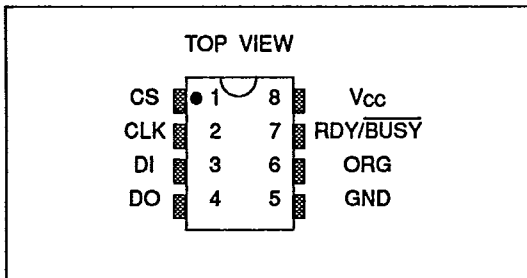 TOP VIEW
CS 1 8 Vcc
CLK 2 7 RDY/BUSY
DI 3 6 ORG
DO 4 5 GND